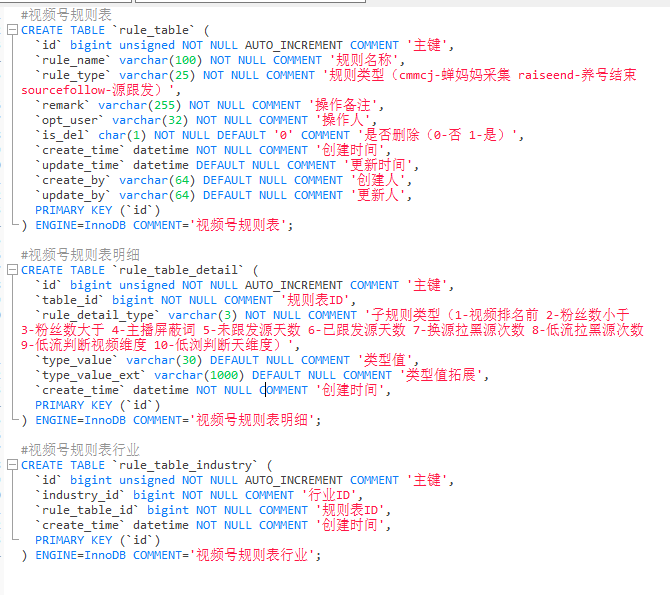 #视频号规则表
CREATE TABLE `rule_table` (
`id` bigint unsigned NOT NULL AUTO_INCREMENT COMMENT '主键',
`rule_name` varchar(100) NOT NULL COMMENT '规则名称',
`rule_type` varchar(25) NOT NULL COMMENT '规则类型（cmmcj-蝉妈妈采集 raiseend-养号结束
sourcefollow-源跟发）',
`remark` varchar(255) NOT NULL COMMENT '操作备注',
`opt_user` varchar(32) NOT NULL COMMENT '操作人',
`is_del` char(1) NOT NULL DEFAULT '0' COMMENT '是否删除（0-否 1-是）',
`create_time` datetime NOT NULL COMMENT '创建时间',
`update_time` datetime DEFAULT NULL COMMENT '更新时间',
`create_by` varchar(64) DEFAULT NULL COMMENT '创建人',
`update_by` varchar(64) DEFAULT NULL COMMENT '更新人',
PRIMARY KEY (`id`)
) ENGINE=InnoDB COMMENT='视频号规则表';
#视频号规则表明细
CREATE TABLE `rule_table_detail` (
`id` bigint unsigned NOT NULL AUTO_INCREMENT COMMENT '主键',
`table_id` bigint NOT NULL COMMENT '规则表ID',
`rule_detail_type` varchar(3) NOT NULL COMMENT '子规则类型（1-视频排名前 2-粉丝数小于
3-粉丝数大于 4-主播屏蔽词 5-未跟发源天数 6-已跟发源天数 7-换源拉黑源次数 8-低流拉黑源次数
9-低流判断视频维度 10-低浏判断天维度）',
`type_value` varchar(30) DEFAULT NULL COMMENT '类型值',
`type_value_ext` varchar(1000) DEFAULT NULL COMMENT '类型值拓展',
`create_time` datetime NOT NULL COMMENT '创建时间',
PRIMARY KEY (`id`)
) ENGINE=InnoDB COMMENT='视频号规则表明细';
#视频号规则表行业
CREATE TABLE `rule_table_industry` (
`id` bigint unsigned NOT NULL AUTO_INCREMENT COMMENT '主键',
`industry_id` bigint NOT NULL COMMENT '行业ID',
`rule_table_id` bigint NOT NULL COMMENT '规则表ID',
`create_time` datetime NOT NULL COMMENT '创建时间',
PRIMARY KEY (`id`)
) ENGINE=InnoDB COMMENT='视频号规则表行业';